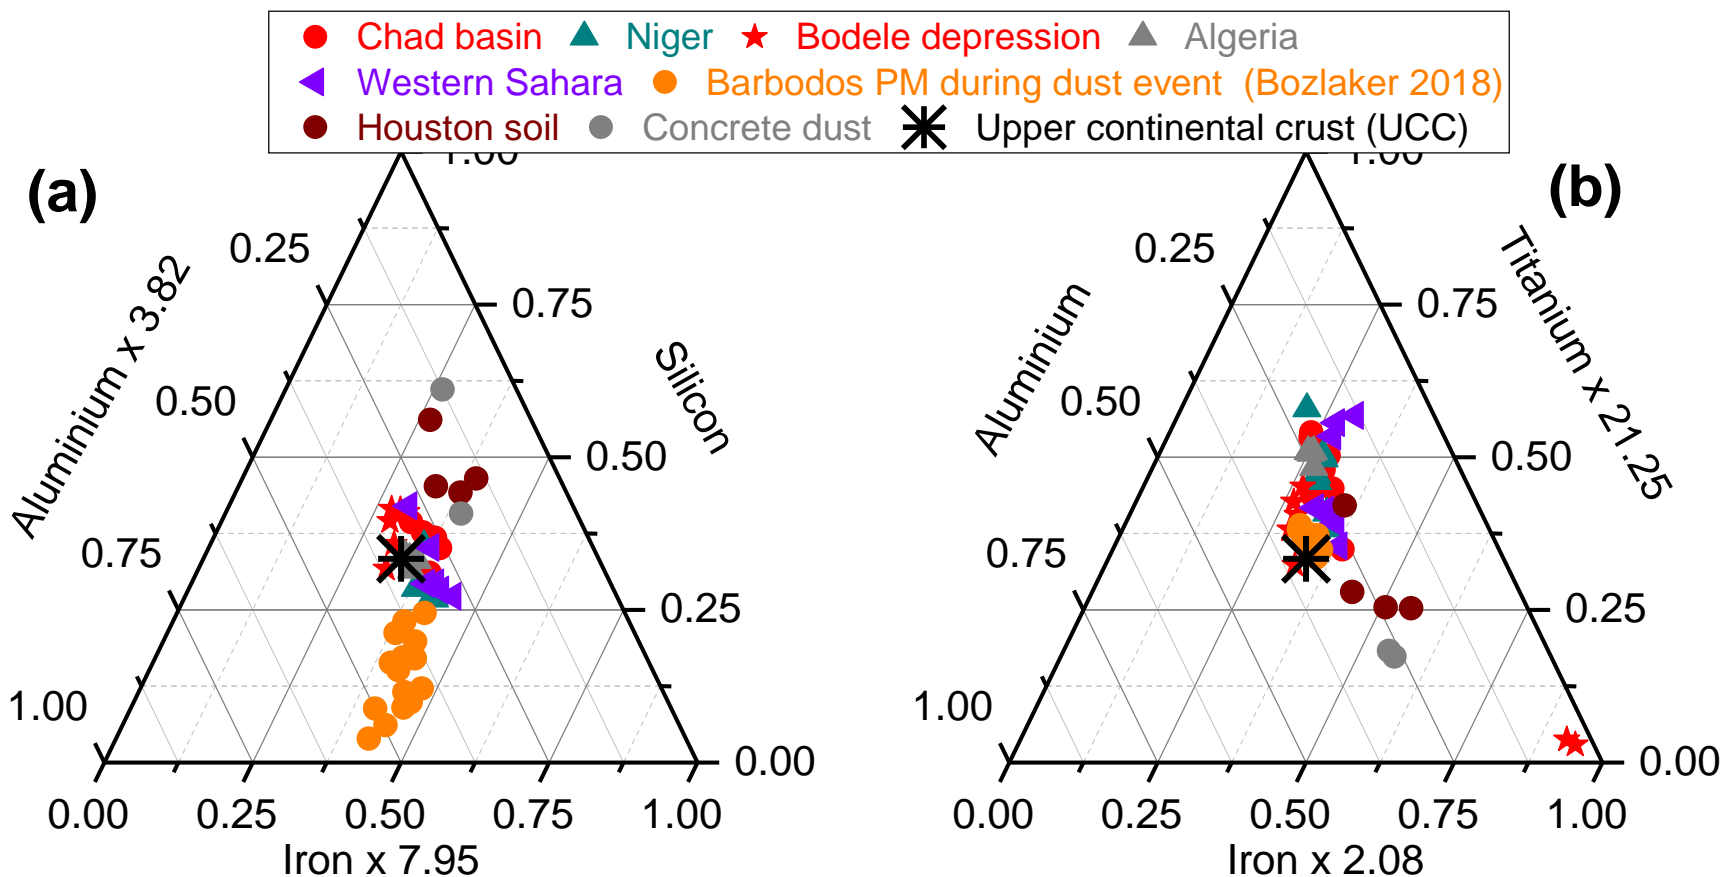 Chad basin Niger Bodele depression Algeria
Western Sahara Barbodos PM during dust event (Bozlaker 2018)
Houston soil Concrete dust Upper continental crust (UCC)
(a)
1.00
0.25
0.75
0.50
0.50
0.75
0.25
1.00
0.00
0.00 0.25 0.50 0.75 1.00
Aluminium x 3.82
Silicon
Iron x 7.95
(b)
1.00
0.25
0.75
0.50
0.50
0.75
0.25
1.00
0.00
0.00 0.25 0.50 0.75 1.00
Aluminium
Titanium x 21.25
Iron x 2.08